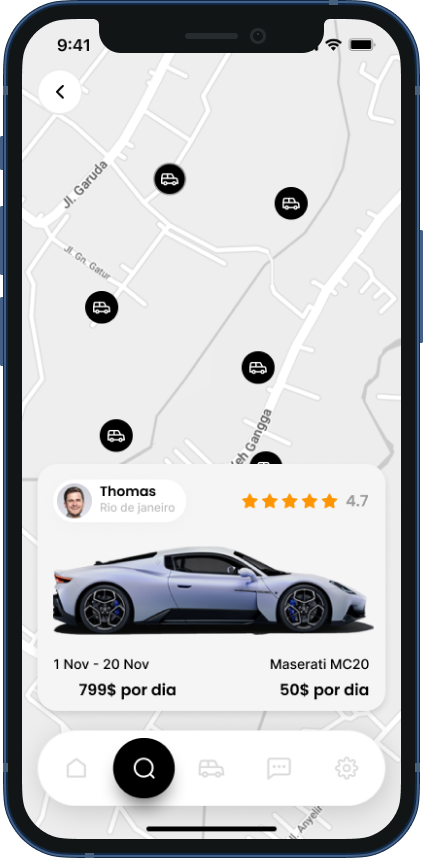 9:41
Jl. Garuda
Jl. Gn. Gatur
eh Gangga
Thomas
Rio de janeiro
4.7
1 Nov - 20 Nov
Maserati MC20
799$ por dia
50$ por dia
Jl. Anyelir